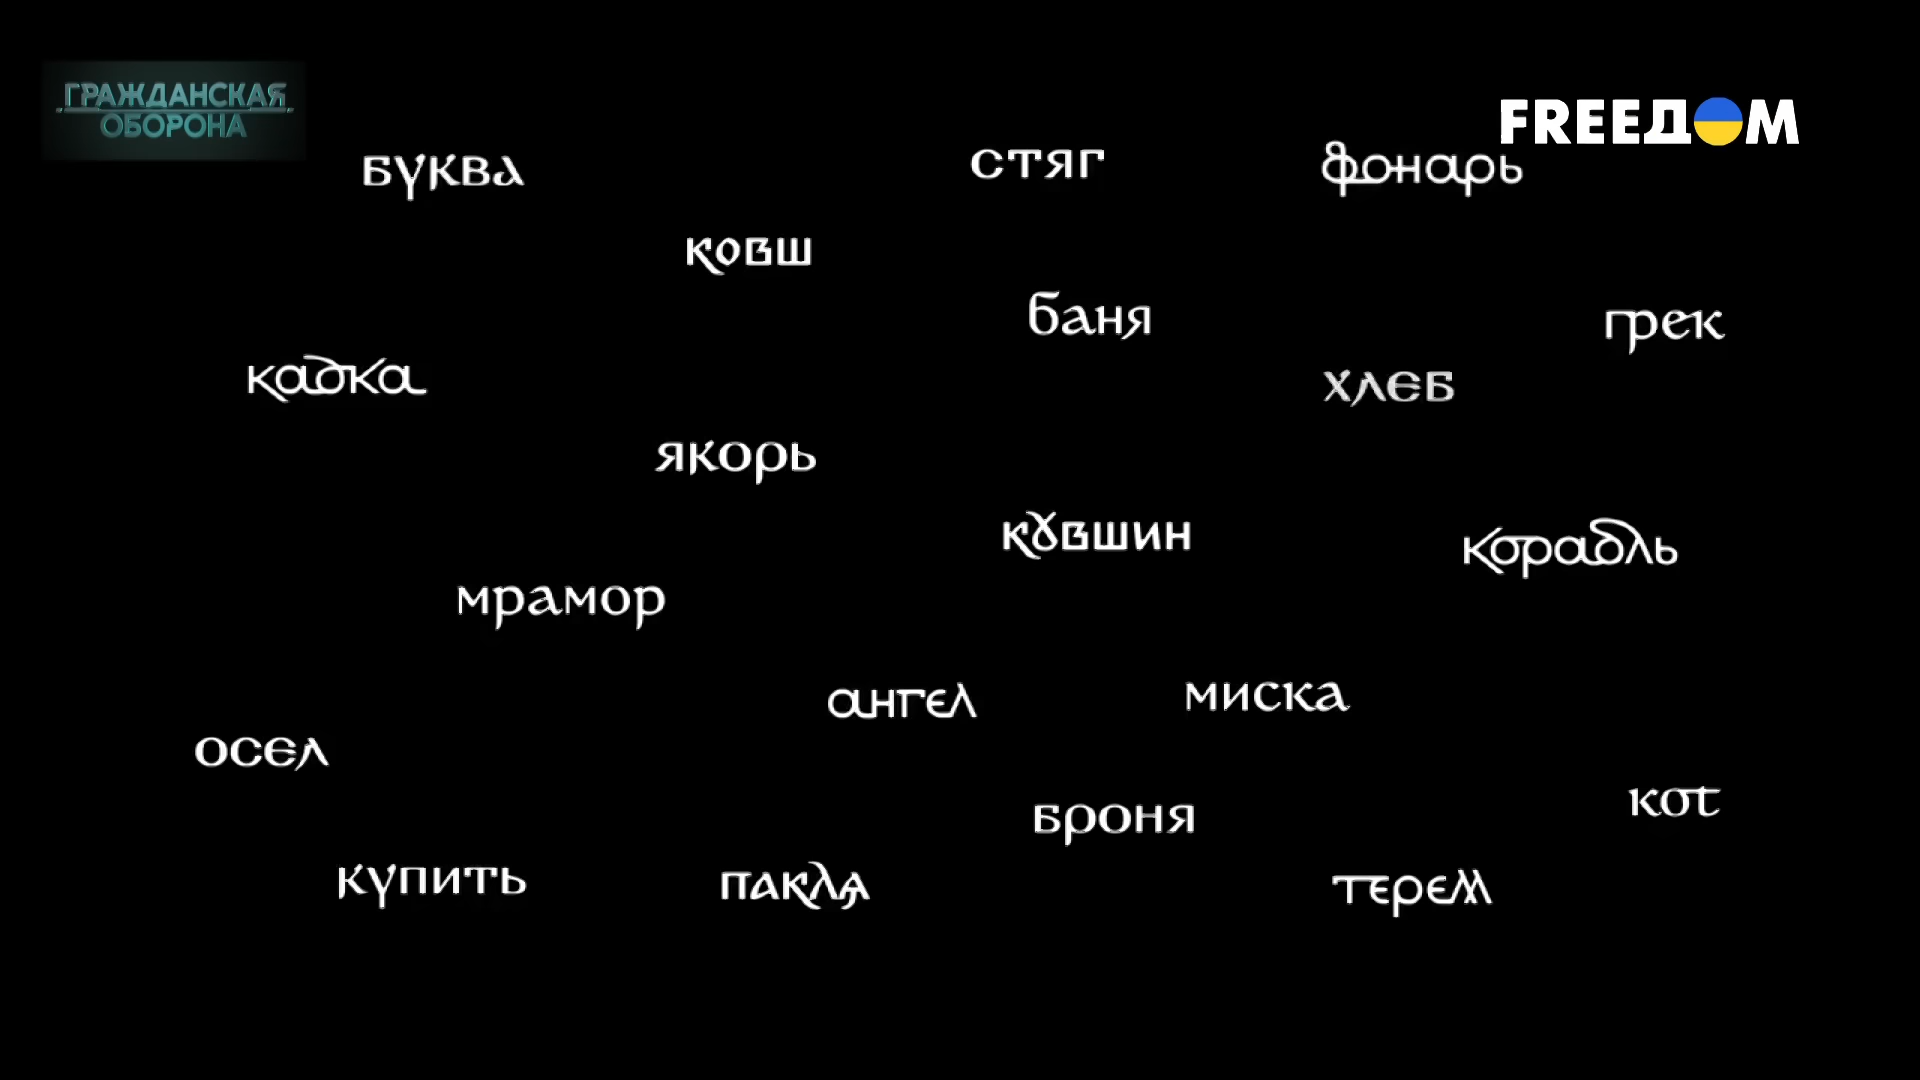 ГРАЖДАНСКАЯ
ОБОРОНА
FREEДОМ
буква
стяг
фонарь
ковш
баня
грек
кадка
хлеб
якорь
кувшин
корабль
мрамор
ангел
миска
осел
кот
броня
купить
пакля
терем